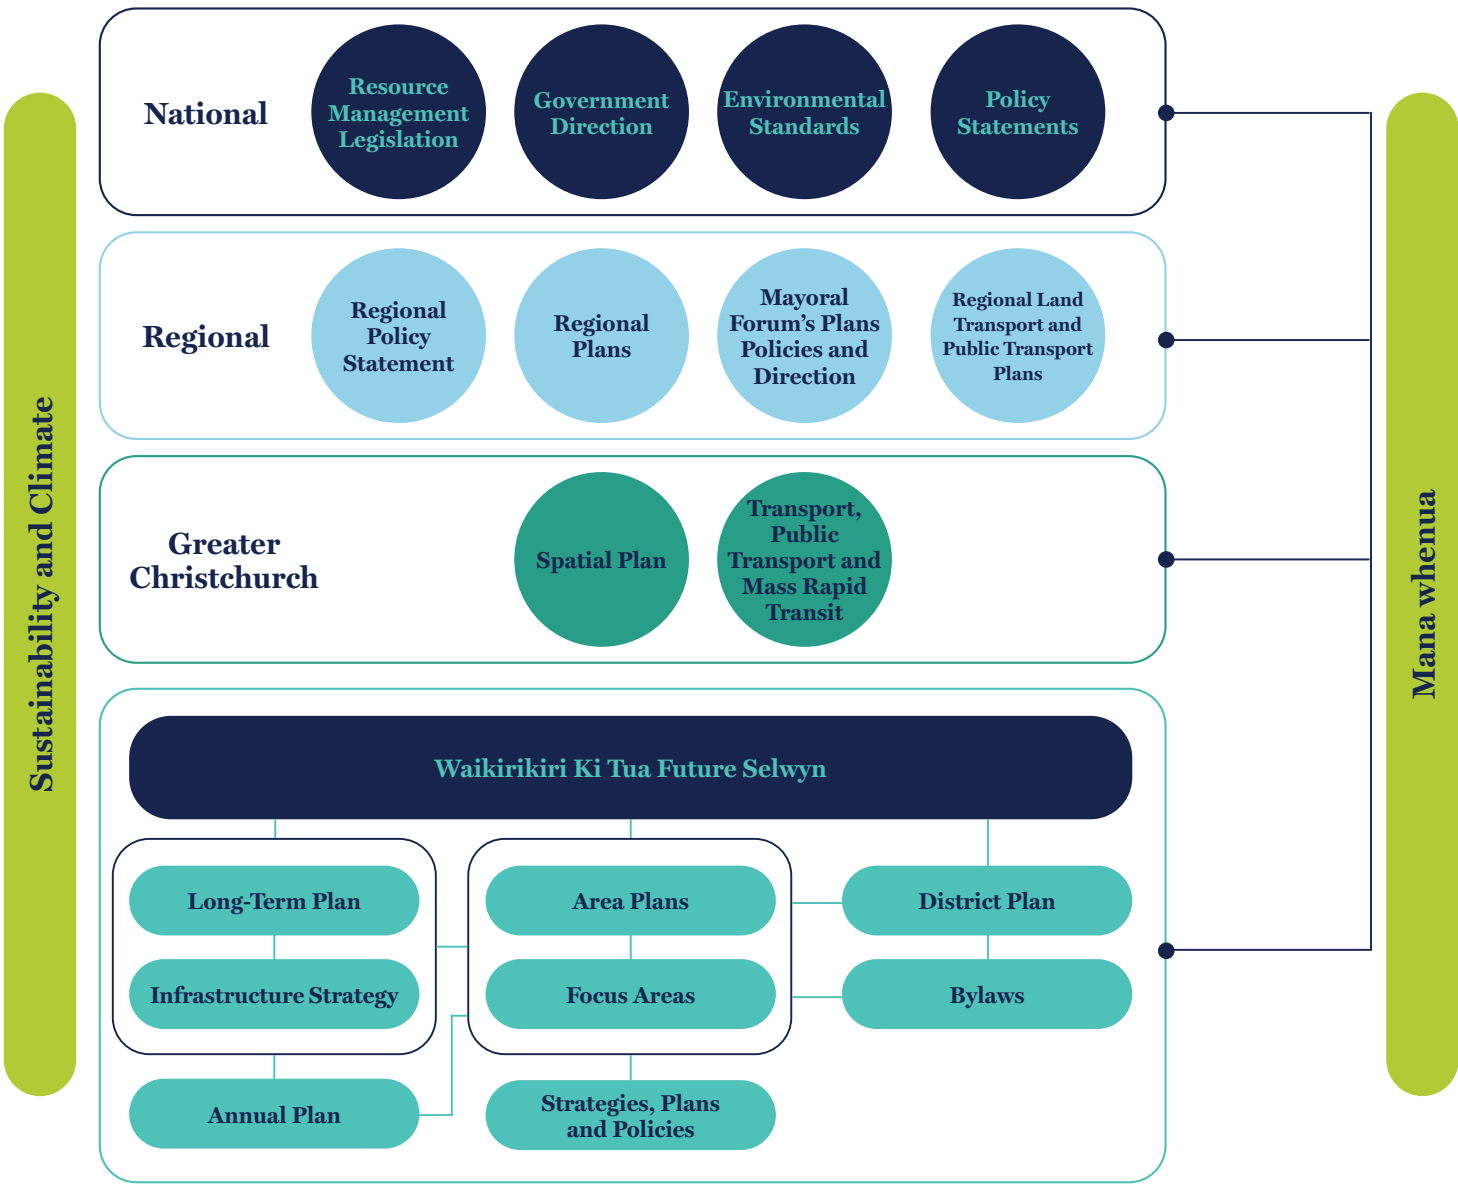 Sustainability and Climate
National
Resource
Management
Legislation
Government
Direction
Environmental
Standards
Policy
Statements
Regional
Regional
Policy
Statement
Regional
Plans
Mayoral
Forum’s Plans
Policies and
Direction
Regional Land
Transport and
Public Transport
Plans
Greater
Christchurch
Spatial Plan
Transport,
Public
Transport and
Mass Rapid
Transit
Waikirikiri Ki Tua Future Selwyn
Long-Term Plan
Area Plans
District Plan
Infrastructure Strategy
Focus Areas
Bylaws
Annual Plan
Strategies, Plans
and Policies
Mana whenua